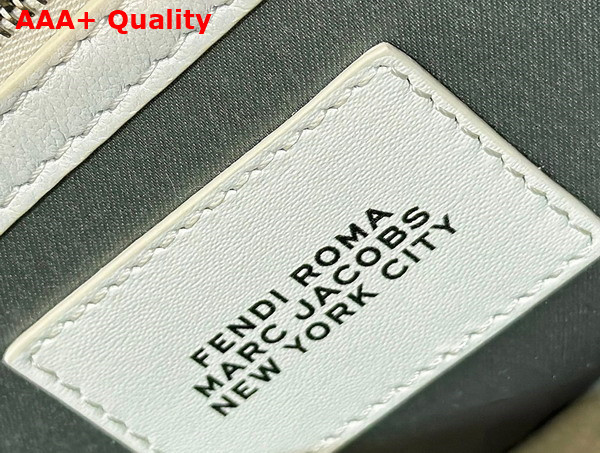 AAA+ Quality
FENDI ROMA
MARC JACOBS
NEW YORK CITY